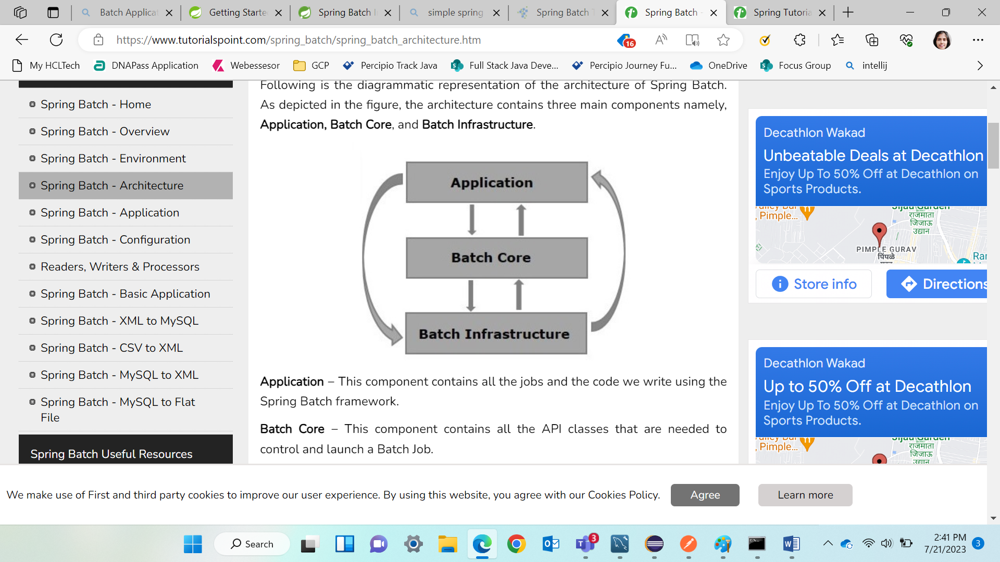 Batch Applicat
Getting Starte
Spring Batch I
simple spring
Spring Batch T
Spring Batch -
Spring Tutoria
https://www.tutorialspoint.com/spring_batch/spring_batch_architecture.htm
16
My HCLTech
DNAPass Application
Webessesor
GCP
Percipio Track Java
Full Stack Java Deve...
Percipio Journey Fu...
OneDrive
Focus Group
intellij
Spring Batch - Home
Spring Batch - Overview
Spring Batch - Environment
Spring Batch - Architecture
Spring Batch - Application
Spring Batch - Configuration
Readers, Writers & Processors
Spring Batch - Basic Application
Spring Batch - XML to MySQL
Spring Batch - CSV to XML
Spring Batch - MySQL to XML
Spring Batch - MySQL to Flat
File
Spring Batch Useful Resources
Following is the diagrammatic representation of the architecture of Spring Batch.
As depicted in the figure, the architecture contains three main components namely,
Application, Batch Core, and Batch Infrastructure.
Application
Batch Core
Batch Infrastructure
Application – This component contains all the jobs and the code we write using the
Spring Batch framework.
Batch Core – This component contains all the API classes that are needed to
control and launch a Batch Job.
Decathlon Wakad
Unbeatable Deals at Decathlon
Enjoy Up To 50% Off at Decathlon on
Sports Products.
Pimple...
राजमाता
जिजाऊ
उद्यान
PIMPLE GURAV
पिंपळे
Store info
Directions
Decathlon Wakad
Up to 50% Off at Decathlon
Enjoy Up To 50% Off at Decathlon on
Sports Products.
Pimple...
राजमाता
जिजाऊ
We make use of First and third party cookies to improve our user experience. By using this website, you agree with our Cookies Policy.
Agree
Learn more
Search
3
2:41 PM
7/21/2023
3